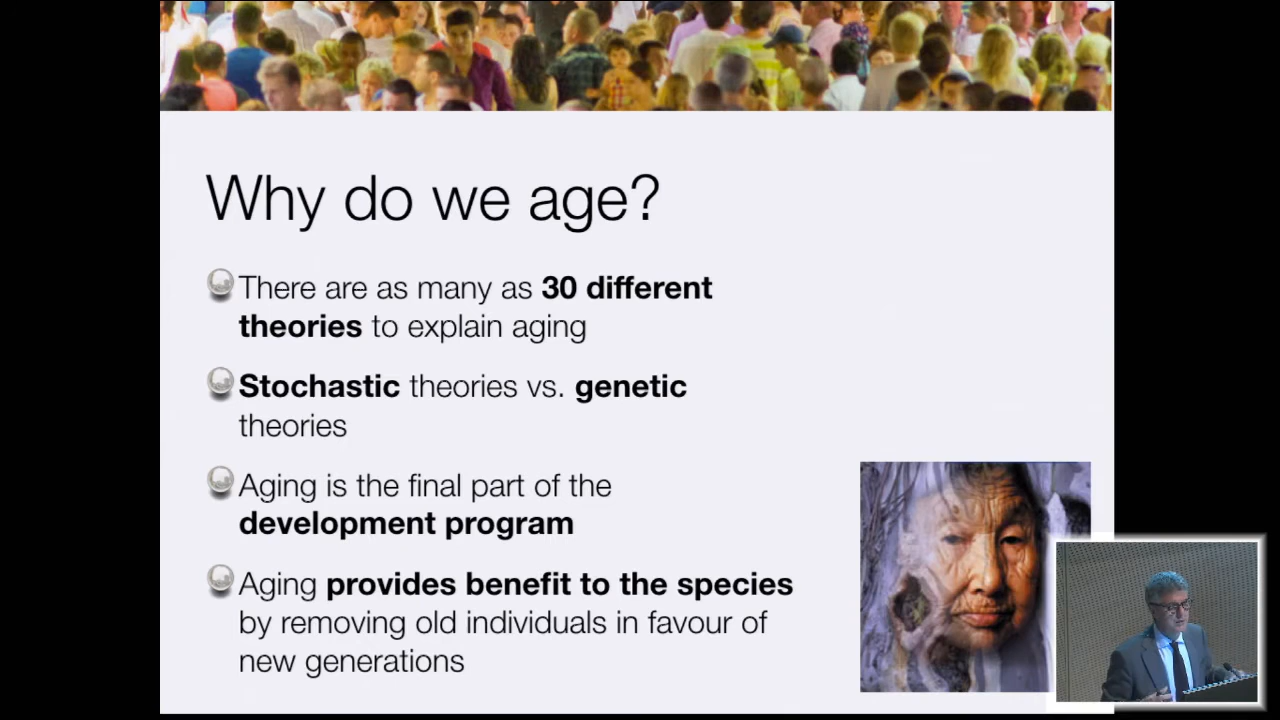 Why do we age?
There are as many as 30 different
theories to explain aging
Stochastic theories vs. genetic
theories
Aging is the final part of the
development program
Aging provides benefit to the species
by removing old individuals in favour of
new generations